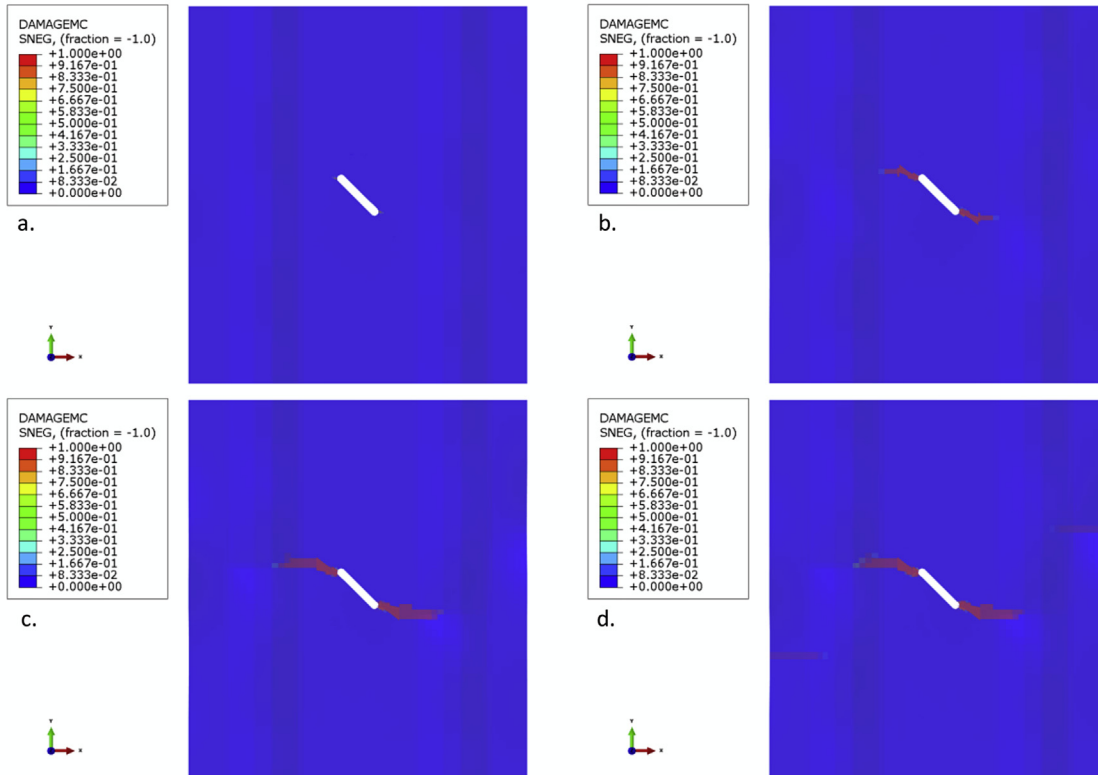 DAMAGEMC
SNEG, (fraction = -1.0)
+1.000e+00
+9.167e-01
+8.333e-01
+7.500e-01
+6.667e-01
+5.833e-01
+5.000e-01
+4.167e-01
+3.333e-01
+2.500e-01
+1.667e-01
+8.333e-02
+0.000e+00
a.
Y
X
DAMAGEMC
SNEG, (fraction = -1.0)
+1.000e+00
+9.167e-01
+8.333e-01
+7.500e-01
+6.667e-01
+5.833e-01
+5.000e-01
+4.167e-01
+3.333e-01
+2.500e-01
+1.667e-01
+8.333e-02
+0.000e+00
b.
Y
X
DAMAGEMC
SNEG, (fraction = -1.0)
+1.000e+00
+9.167e-01
+8.333e-01
+7.500e-01
+6.667e-01
+5.833e-01
+5.000e-01
+4.167e-01
+3.333e-01
+2.500e-01
+1.667e-01
+8.333e-02
+0.000e+00
c.
Y
X
DAMAGEMC
SNEG, (fraction = -1.0)
+1.000e+00
+9.167e-01
+8.333e-01
+7.500e-01
+6.667e-01
+5.833e-01
+5.000e-01
+4.167e-01
+3.333e-01
+2.500e-01
+1.667e-01
+8.333e-02
+0.000e+00
d.
Y
X